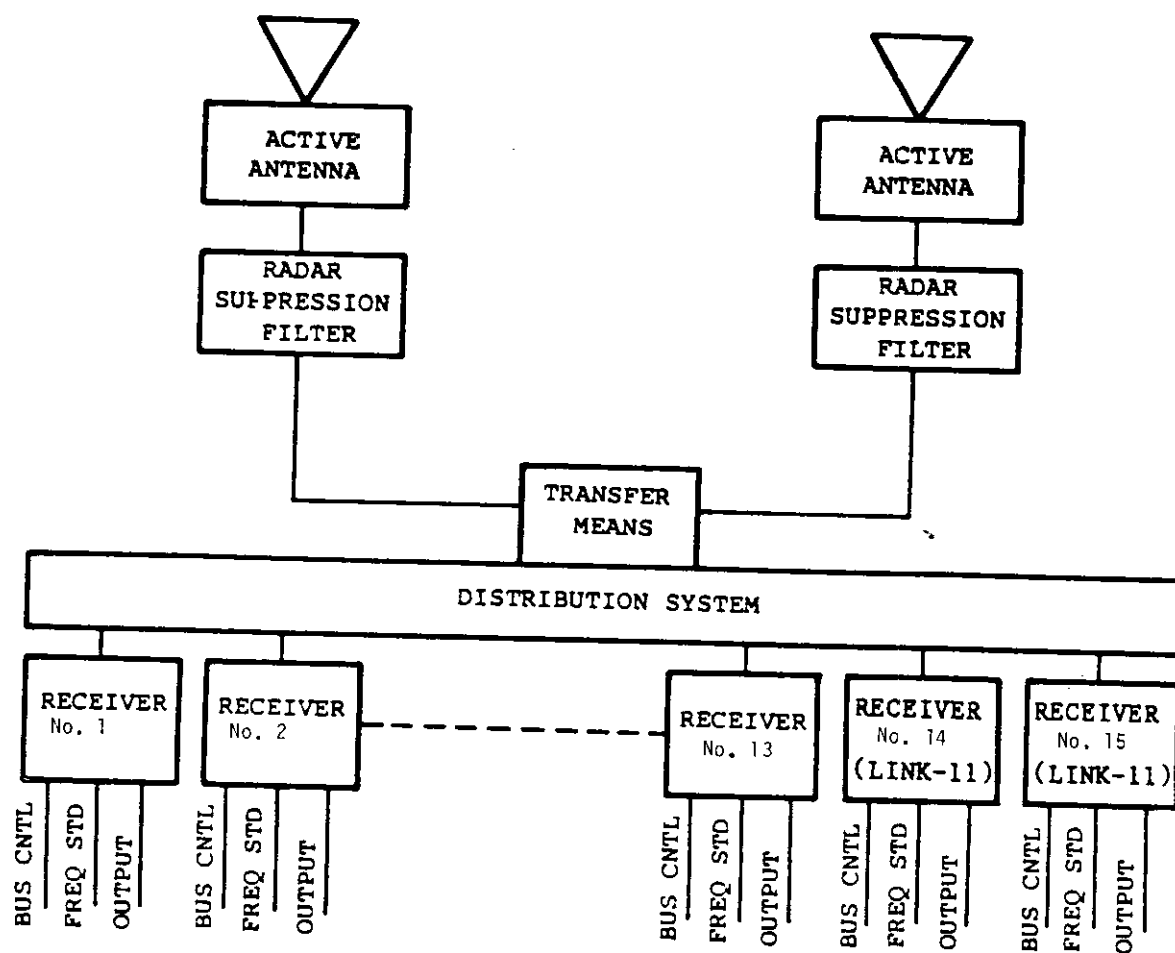 ACTIVE
ANTENNA
ACTIVE
ANTENNA
RADAR
SUPPRESSION
FILTER
RADAR
SUPPRESSION
FILTER
TRANSFER
MEANS
DISTRIBUTION SYSTEM
RECEIVER
No. 1
RECEIVER
No. 2
RECEIVER
No. 13
RECEIVER
No. 14
(LINK-11)
RECEIVER
No. 15
(LINK-11)
BUS CNTL
FREQ STD
OUTPUT
BUS CNTL
FREQ STD
OUTPUT
BUS CNTL
FREQ STD
OUTPUT
BUS CNTL
FREQ STD
OUTPUT
BUS CNTL
FREQ STD
OUTPUT